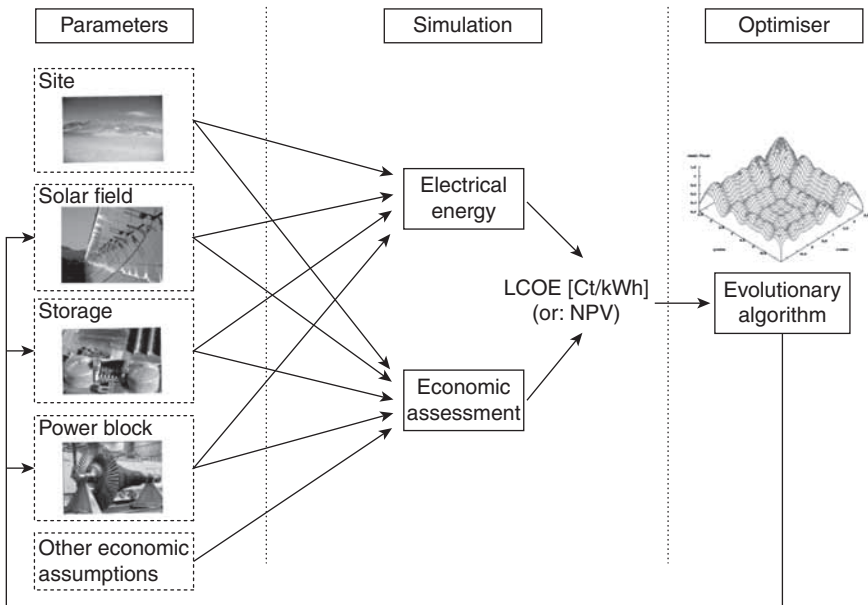 Parameters
Simulation
Optimiser
Site
Solar field
Storage
Power block
Other economic
assumptions
Electrical
energy
Economic
assessment
LCOE [Ct/kWh]
(or: NPV)
Evolutionary
algorithm